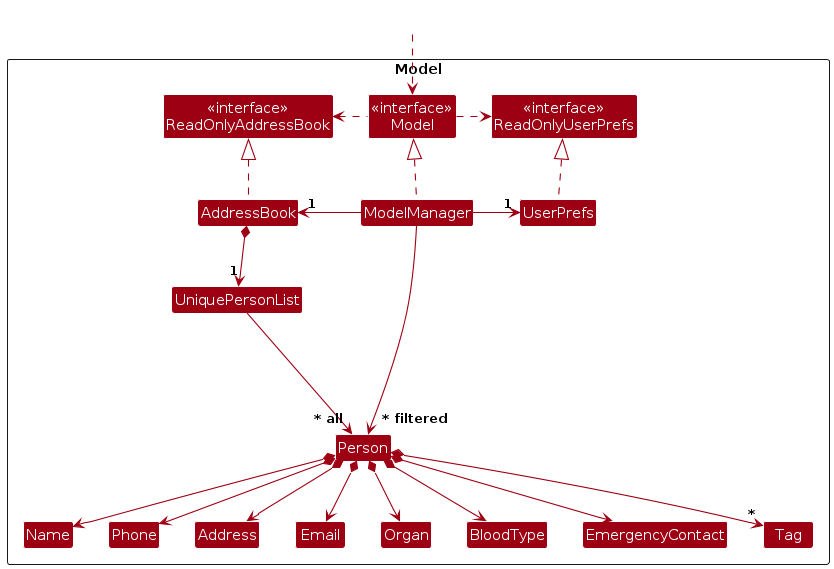 Model
«interface»
ReadOnlyAddressBook
«interface»
Model
«interface»
ReadOnlyUserPrefs
AddressBook
1
ModelManager
1
UserPrefs
1
UniquePersonList
* all
* filtered
Person
*
Name
Phone
Address
Email
Organ
BloodType
EmergencyContact
Tag